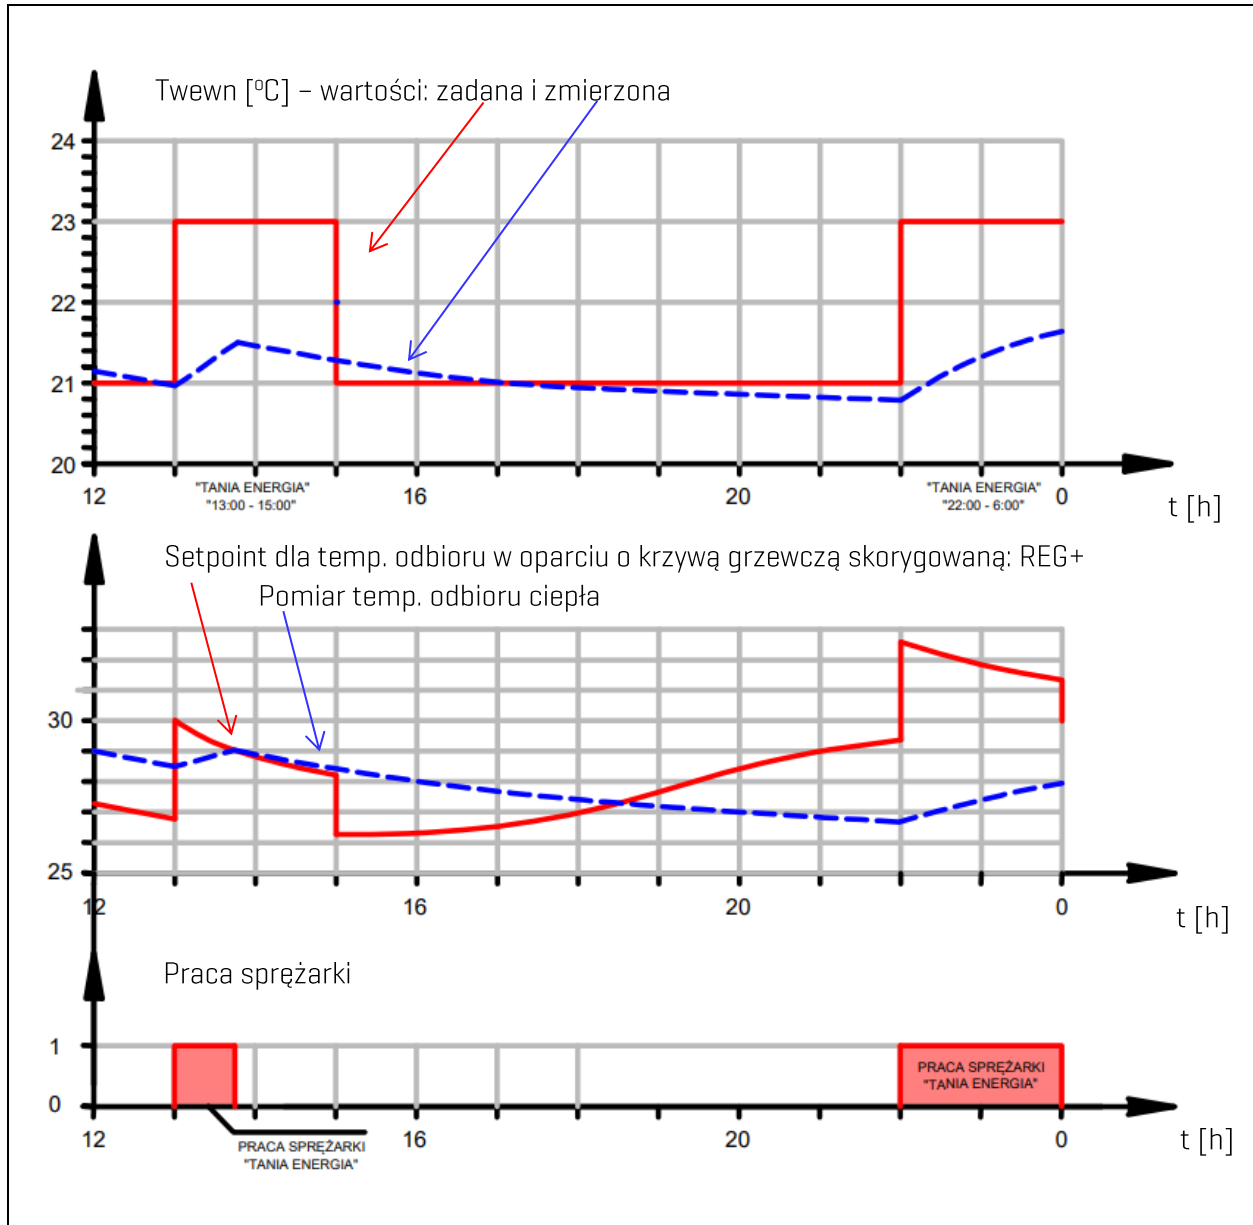 Twewn [ºC] – wartości: zadana i zmierzona
24
23
22
21
20
12
"TANIA ENERGIA"
"13:00 - 15:00"
16
20
"TANIA ENERGIA"
"22:00 - 6:00"
0
t [h]
Setpoint dla temp. odbioru w oparciu o krzywą grzewczą skorygowaną: REG+
Pomiar temp. odbioru ciepła
30
25
12
16
20
0
t [h]
Praca sprężarki
1
0
PRACA SPRĘŻARKI
"TANIA ENERGIA"
12
16
20
0
t [h]
PRACA SPRĘŻARKI
"TANIA ENERGIA"